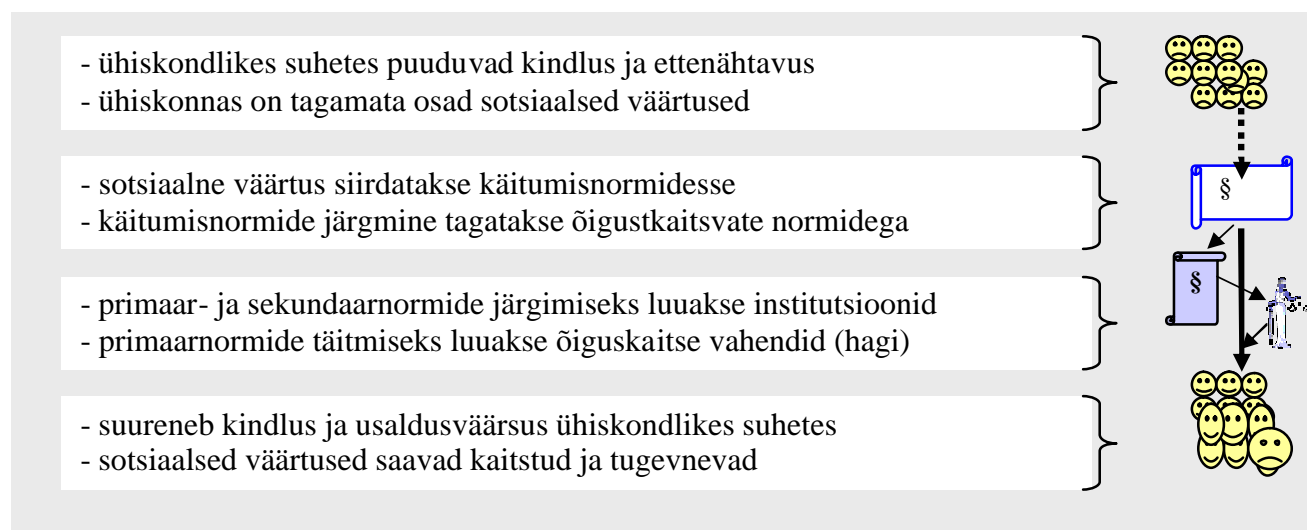 - ühiskondlikes suhetes puuduvad kindlus ja ettenähtavus
- ühiskonnas on tagamata osad sotsiaalsed väärtused
§
- sotsiaalne väärtus siirdatakse käitumisnormidesse
- käitumisnormide järgmine tagatakse õigustkaitsvate normidega
§
- primaar- ja sekundaarnormide järgimiseks luuakse institutsioonid
- primaarnormide täitmiseks luuakse õiguskaitse vahendid (hagi)
- suureneb kindlus ja usaldusväärsus ühiskondlikes suhetes
- sotsiaalsed väärtused saavad kaitstud ja tugevnevad